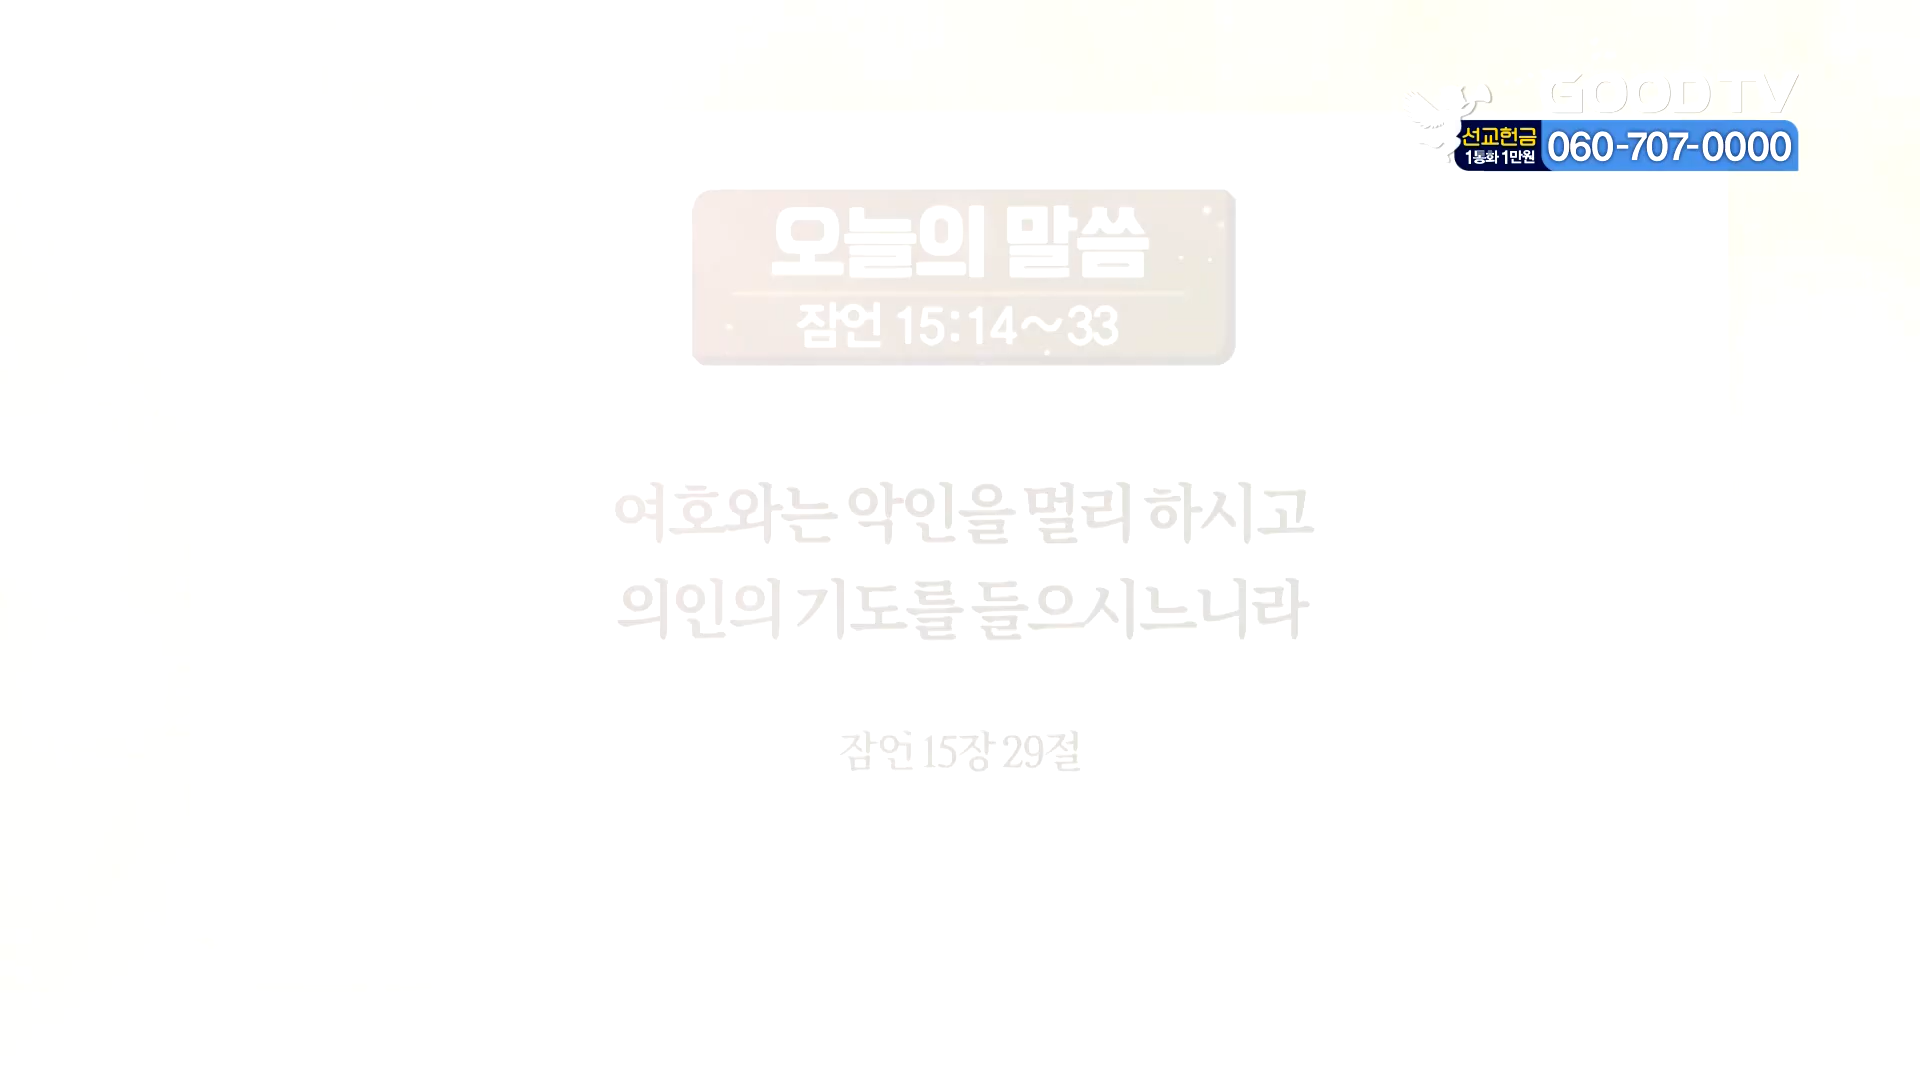 GOODTV
선교헌금
1통화 1만원
060-707-0000
오늘의 말씀
잠언 15:14~33
여호와는 악인을 멀리 하시고
의인의 기도를 들으시느니라
잠언 15장 29절